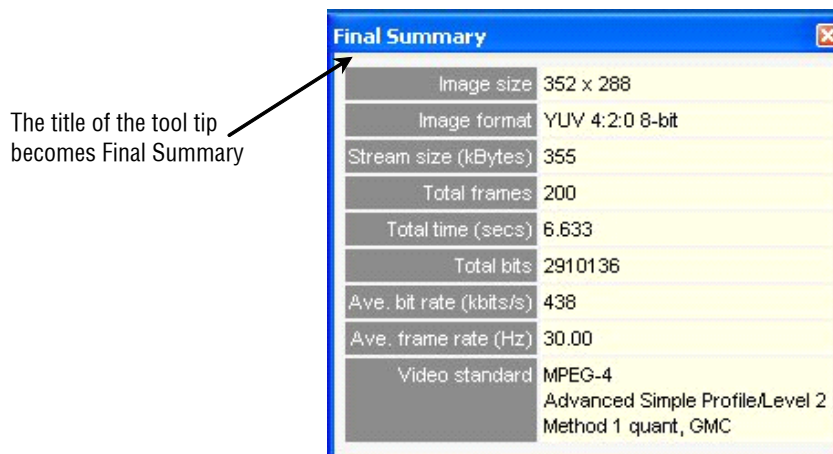 Final Summary
The title of the tool tip
becomes Final Summary
Image size 352 x 288
Image format YUV 4:2:0 8-bit
Stream size (kBytes) 355
Total frames 200
Total time (secs) 6.633
Total bits 2910136
Ave. bit rate (kbits/s) 438
Ave. frame rate (Hz) 30.00
Video standard MPEG-4
Advanced Simple Profile/Level 2
Method 1 quant, GMC